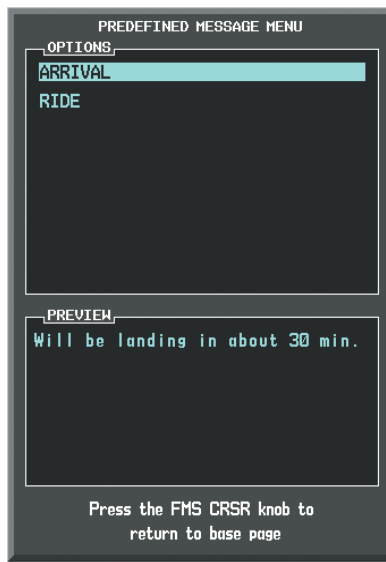 PREDEFINED MESSAGE MENU
OPTIONS
ARRIVAL
RIDE
PREVIEW
Will be landing in about 30 min.
Press the FMS CRSR knob to
return to base page